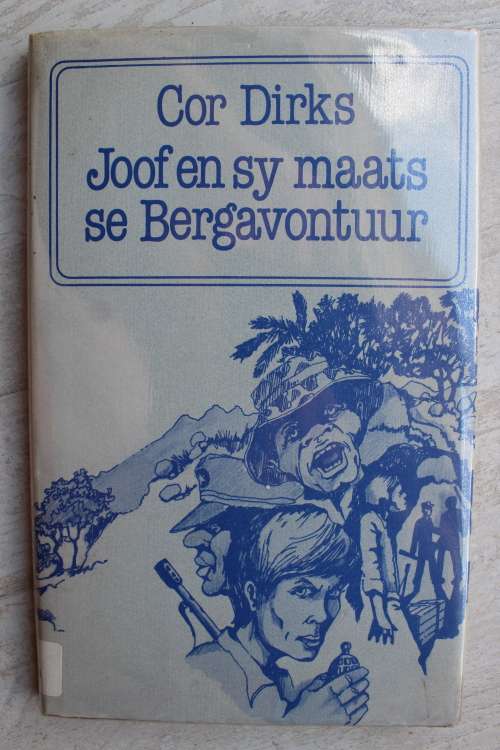 Cor Dirks
Joof en sy maats
se Bergavontuur